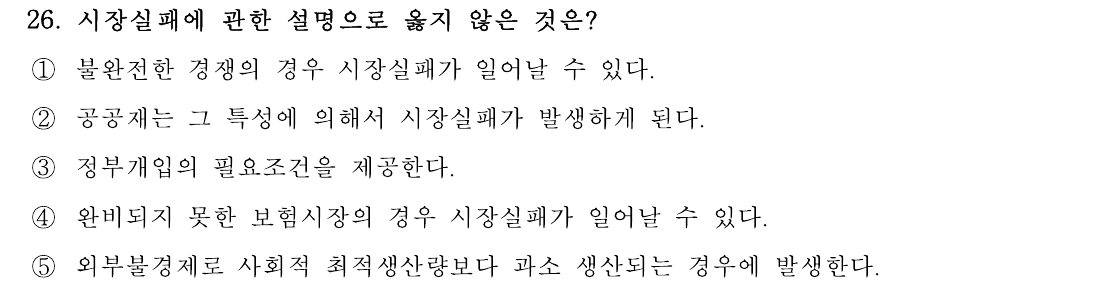 26. 시장실패에 관한 설명으로 옳지 않은 것은?
① 불완전한 경쟁의 경우 시장실패가 일어날 수 있다.
② 공공재는 그 특성에 의해서 시장실패가 발생하게 된다.
③ 정부개입의 필요조건을 제공한다.
④ 완비되지 못한 보험시장의 경우 시장실패가 일어날 수 있다.
⑤ 외부불경제로 사회적 최적생산량보다 과소 생산되는 경우에 발생한다.